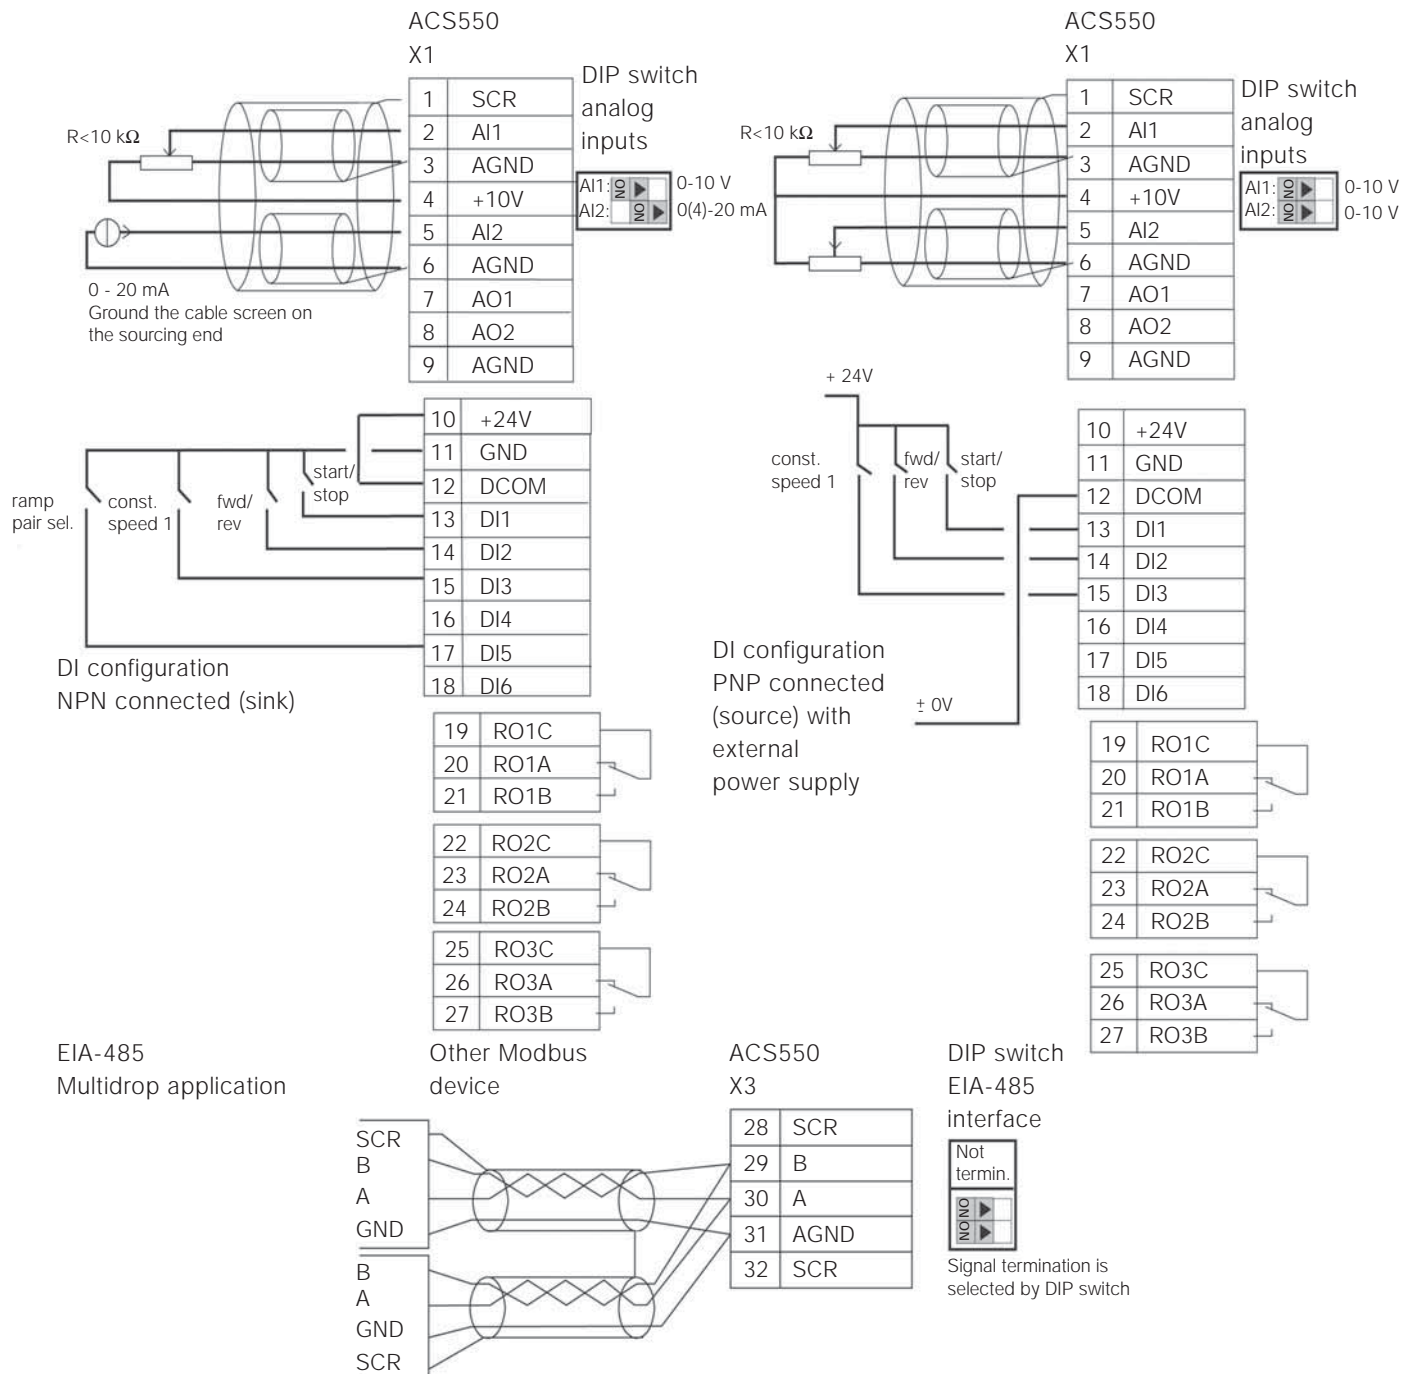 ACS550
X1
DIP switch
analog
inputs
1 SCR
2 AI1
3 AGND
4 +10V
5 AI2
6 AGND
7 AO1
8 AO2
9 AGND
R<10 kΩ
AI1: ON 0-10 V
AI2: ON 0(4)-20 mA
0 - 20 mA
Ground the cable screen on
the sourcing end
10 +24V
11 GND
12 DCOM
13 DI1
14 DI2
15 DI3
16 DI4
17 DI5
18 DI6
ramp
pair sel.
const.
speed 1
fwd/
rev
start/
stop
DI configuration
NPN connected (sink)
19 RO1C
20 RO1A
21 RO1B
22 RO2C
23 RO2A
24 RO2B
25 RO3C
26 RO3A
27 RO3B
ACS550
X1
DIP switch
analog
inputs
1 SCR
2 AI1
3 AGND
4 +10V
5 AI2
6 AGND
7 AO1
8 AO2
9 AGND
R<10 kΩ
AI1: ON 0-10 V
AI2: ON 0-10 V
+ 24V
10 +24V
11 GND
12 DCOM
13 DI1
14 DI2
15 DI3
16 DI4
17 DI5
18 DI6
const.
speed 1
fwd/
rev
start/
stop
DI configuration
PNP connected
(source) with
external
power supply
± 0V
19 RO1C
20 RO1A
21 RO1B
22 RO2C
23 RO2A
24 RO2B
25 RO3C
26 RO3A
27 RO3B
EIA-485
Multidrop application
Other Modbus
device
SCR
B
A
GND
B
A
GND
SCR
ACS550
X3
28 SCR
29 B
30 A
31 AGND
32 SCR
DIP switch
EIA-485
interface
Not
termin.
ON
ON
Signal termination is
selected by DIP switch